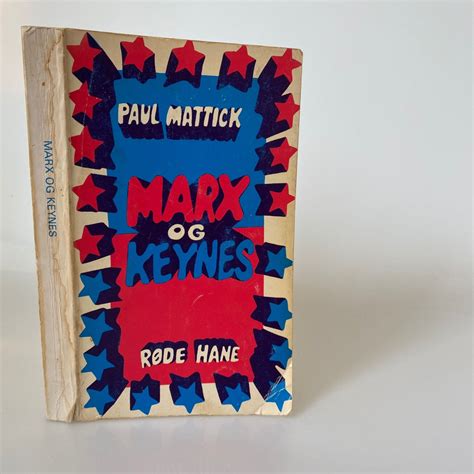 MARX OG KEYNES
PAUL MATTICK
MARX
OG
KEYNES
RØDE HANE